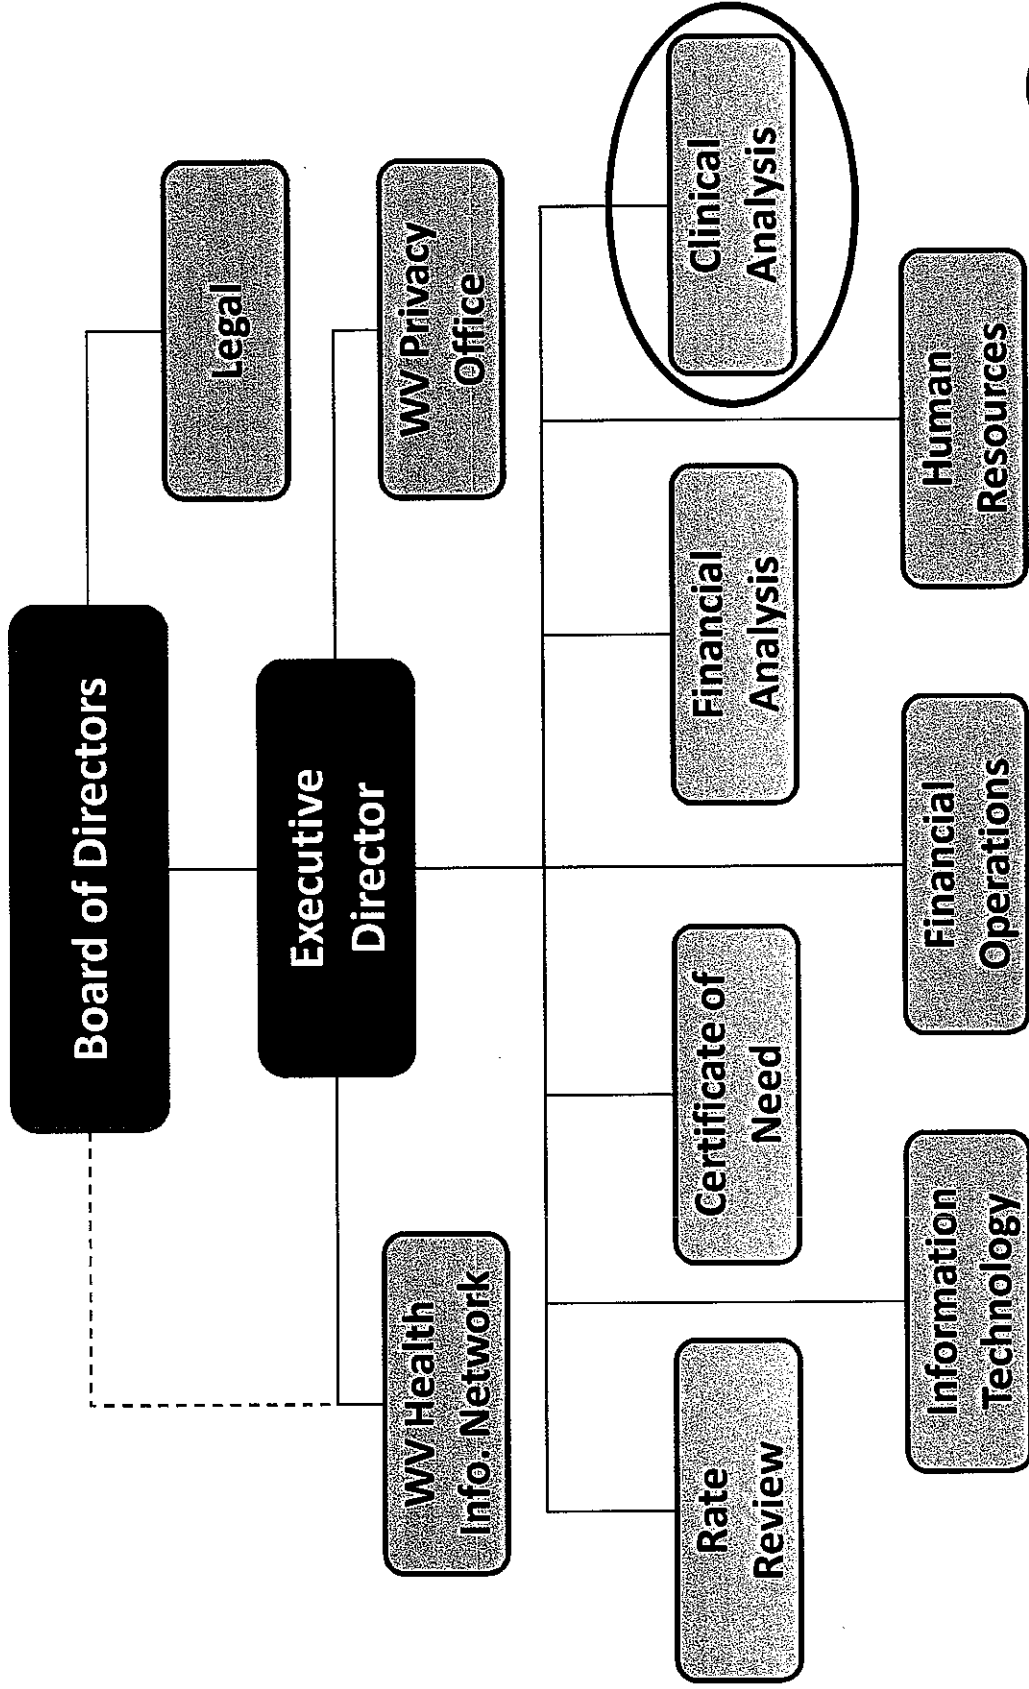 Board of Directors
Legal
Executive
Director
WV Health
Info. Network
WV Privacy
Office
Rate
Review
Certificate of
Need
Financial
Analysis
Clinical
Analysis
Information
Technology
Financial
Operations
Human
Resources